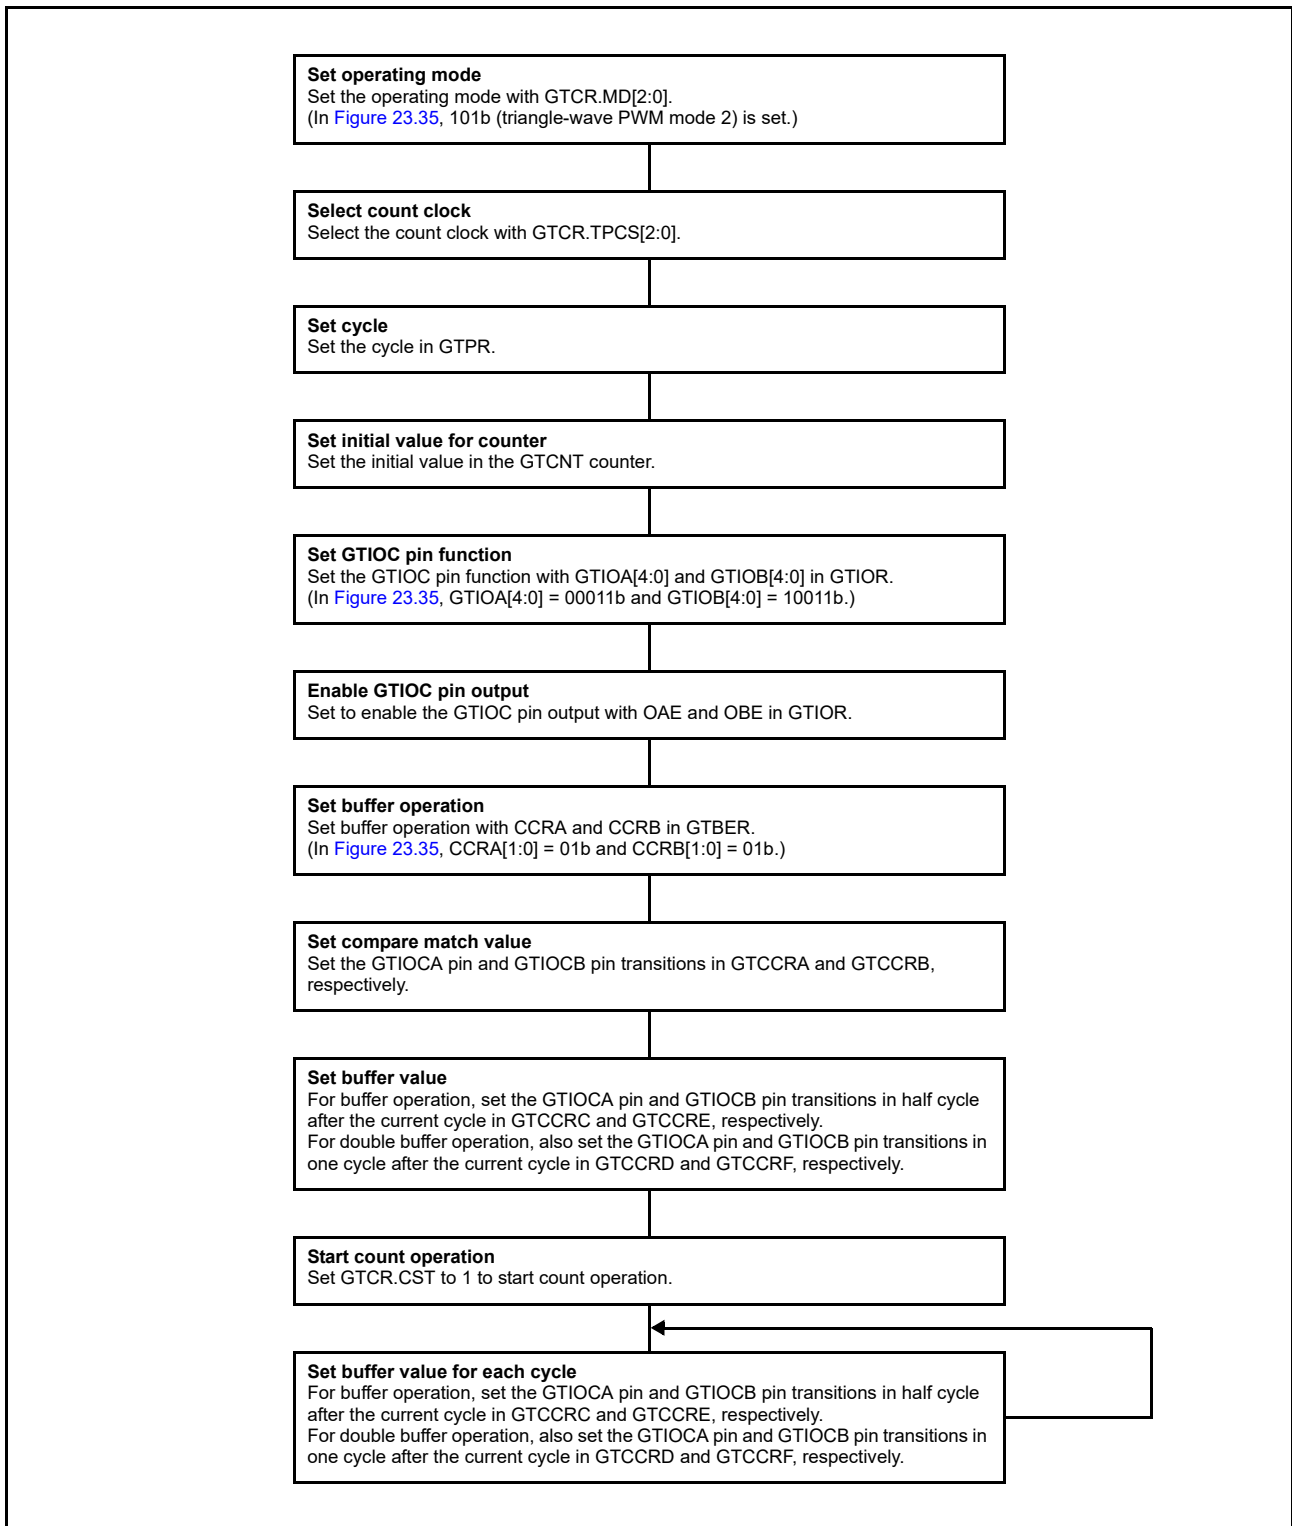 Set operating mode
Set the operating mode with GTCR.MD[2:0].
(In Figure 23.35, 101b (triangle-wave PWM mode 2) is set.)
Select count clock
Select the count clock with GTCR.TPCS[2:0].
Set cycle
Set the cycle in GTPR.
Set initial value for counter
Set the initial value in the GTCNT counter.
Set GTIOC pin function
Set the GTIOC pin function with GTIOA[4:0] and GTIOB[4:0] in GTIOR.
(In Figure 23.35, GTIOA[4:0] = 00011b and GTIOB[4:0] = 10011b.)
Enable GTIOC pin output
Set to enable the GTIOC pin output with OAE and OBE in GTIOR.
Set buffer operation
Set buffer operation with CCRA and CCRB in GTBER.
(In Figure 23.35, CCRA[1:0] = 01b and CCRB[1:0] = 01b.)
Set compare match value
Set the GTIOCA pin and GTIOCB pin transitions in GTCCRA and GTCCRB,
respectively.
Set buffer value
For buffer operation, set the GTIOCA pin and GTIOCB pin transitions in half cycle
after the current cycle in GTCCRC and GTCCRE, respectively.
For double buffer operation, also set the GTIOCA pin and GTIOCB pin transitions in
one cycle after the current cycle in GTCCRD and GTCCRF, respectively.
Start count operation
Set GTCR.CST to 1 to start count operation.
Set buffer value for each cycle
For buffer operation, set the GTIOCA pin and GTIOCB pin transitions in half cycle
after the current cycle in GTCCRC and GTCCRE, respectively.
For double buffer operation, also set the GTIOCA pin and GTIOCB pin transitions in
one cycle after the current cycle in GTCCRD and GTCCRF, respectively.